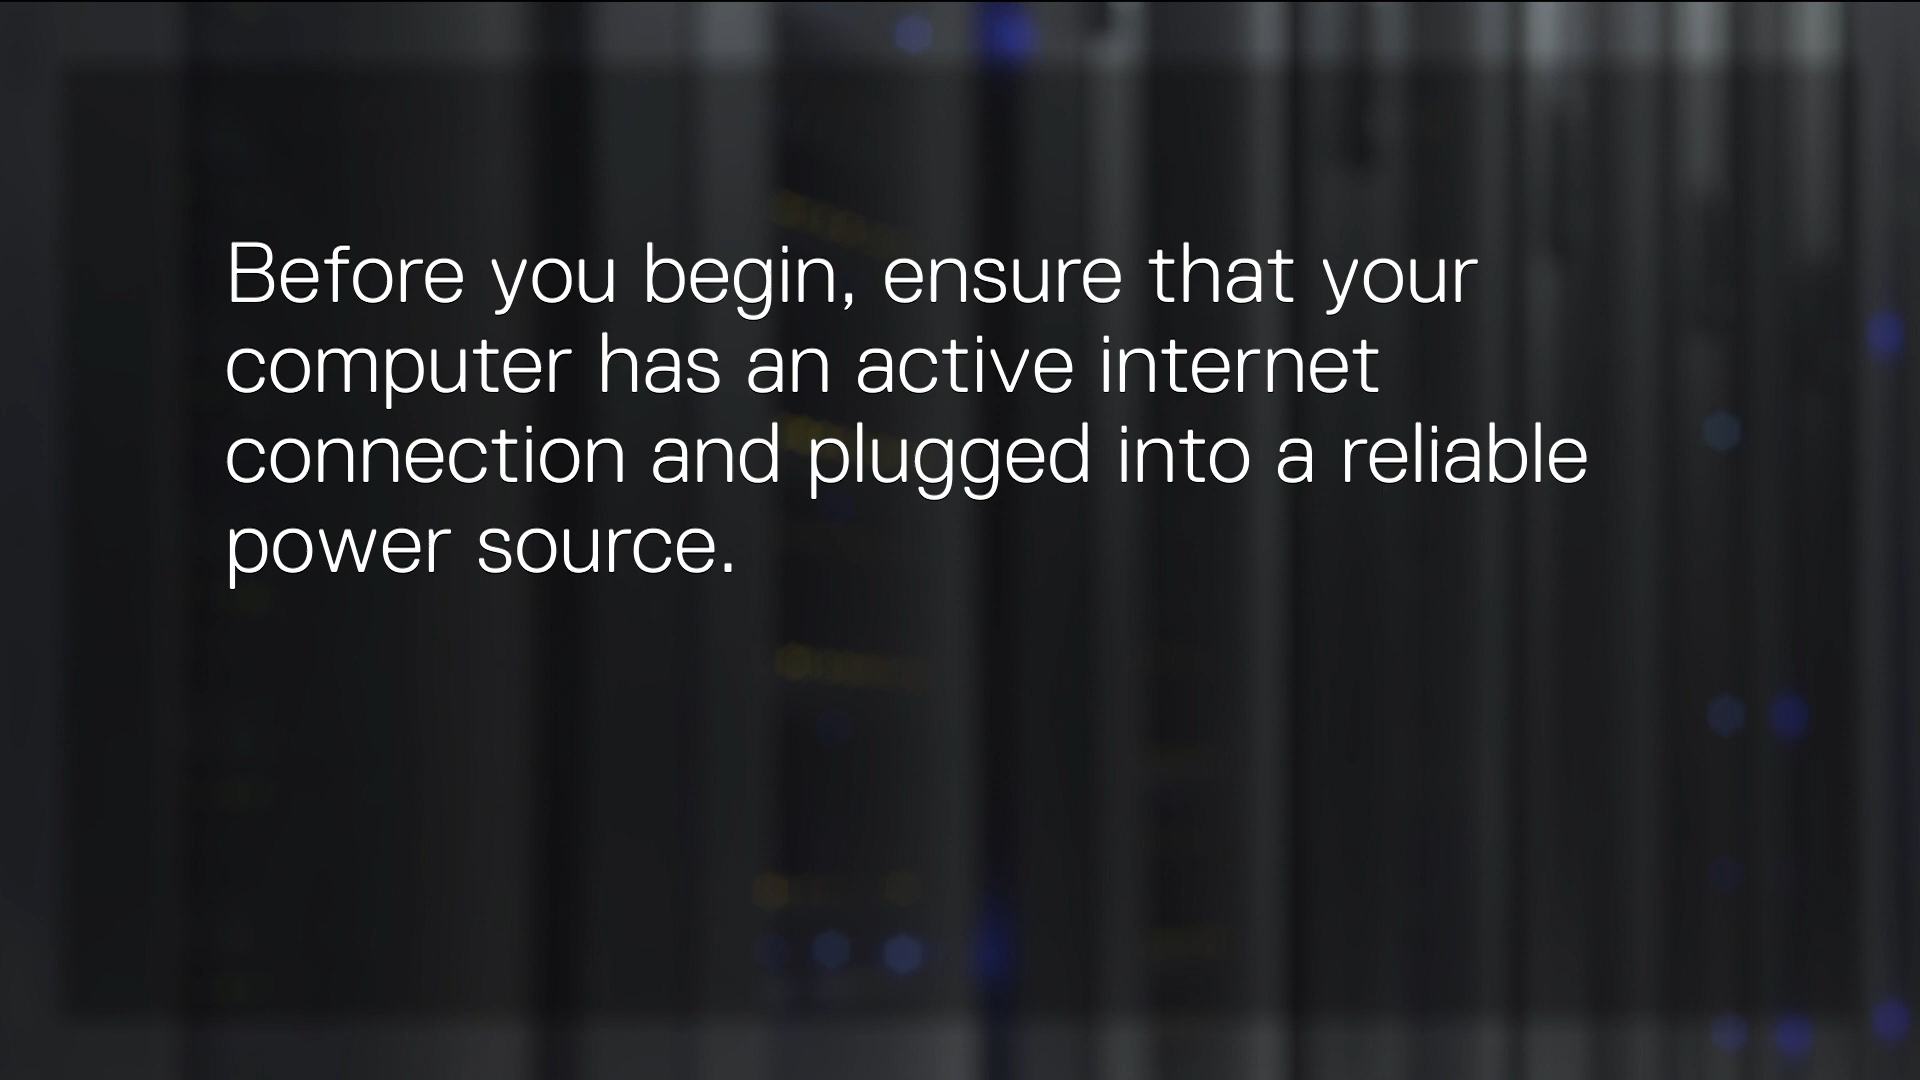 Before you begin, ensure that your
computer has an active internet
connection and plugged into a reliable
power source.